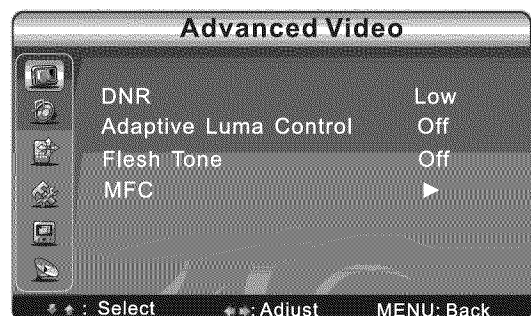 Advanced Video
DNR Low
Adaptive Luma Control Off
Flesh Tone Off
MFC ▶
: Select : Adjust MENU: Back